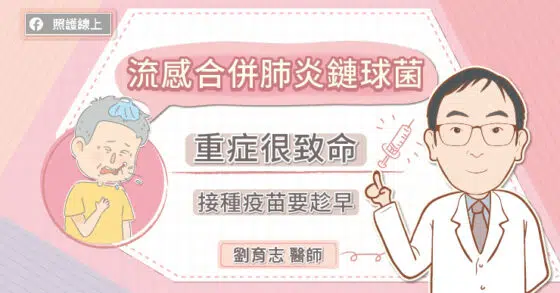 照護線上
流感合併肺炎鏈球菌
重症很致命
接種疫苗要趁早
劉育志 醫師